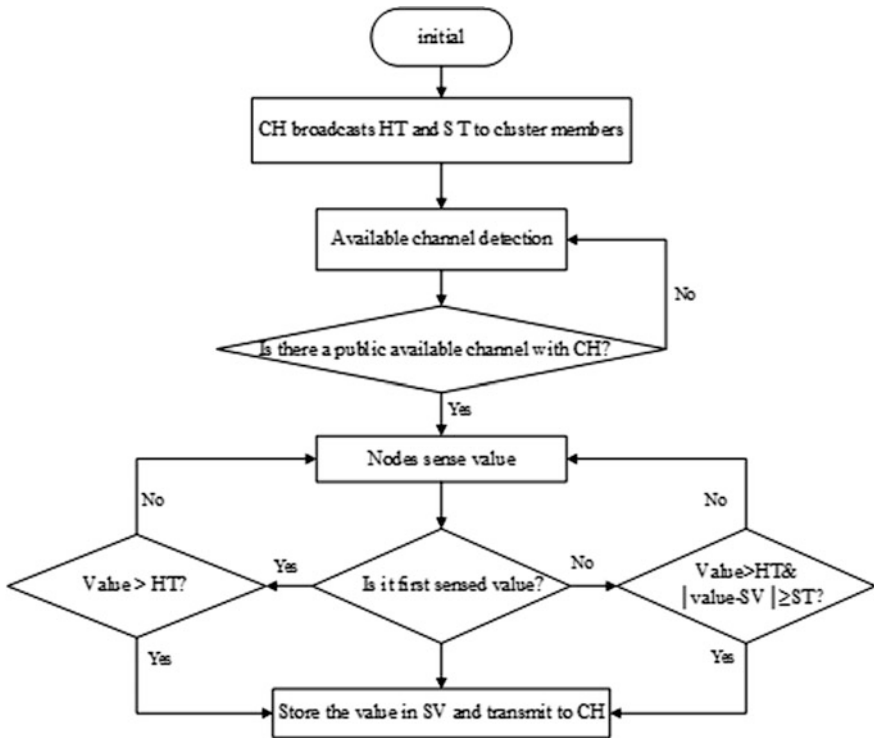 initial
CH broadcasts HT and ST to cluster members
Available channel detection
No
Is there a public available channel with CH?
Yes
Nodes sense value
No
No
Value > HT?
Yes
Is it first sensed value?
No
Value>HT&
|value-SV|≥ST?
Yes
Yes
Store the value in SV and transmit to CH